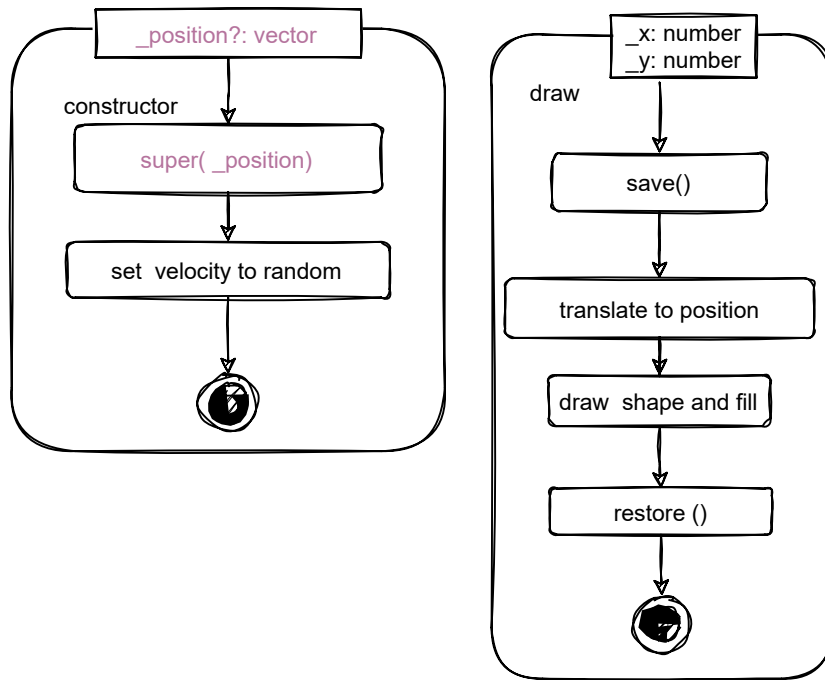 _position?: vector
constructor
super( _position)
set velocity to random
_x: number
_y: number
draw
save()
translate to position
draw shape and fill
restore ()